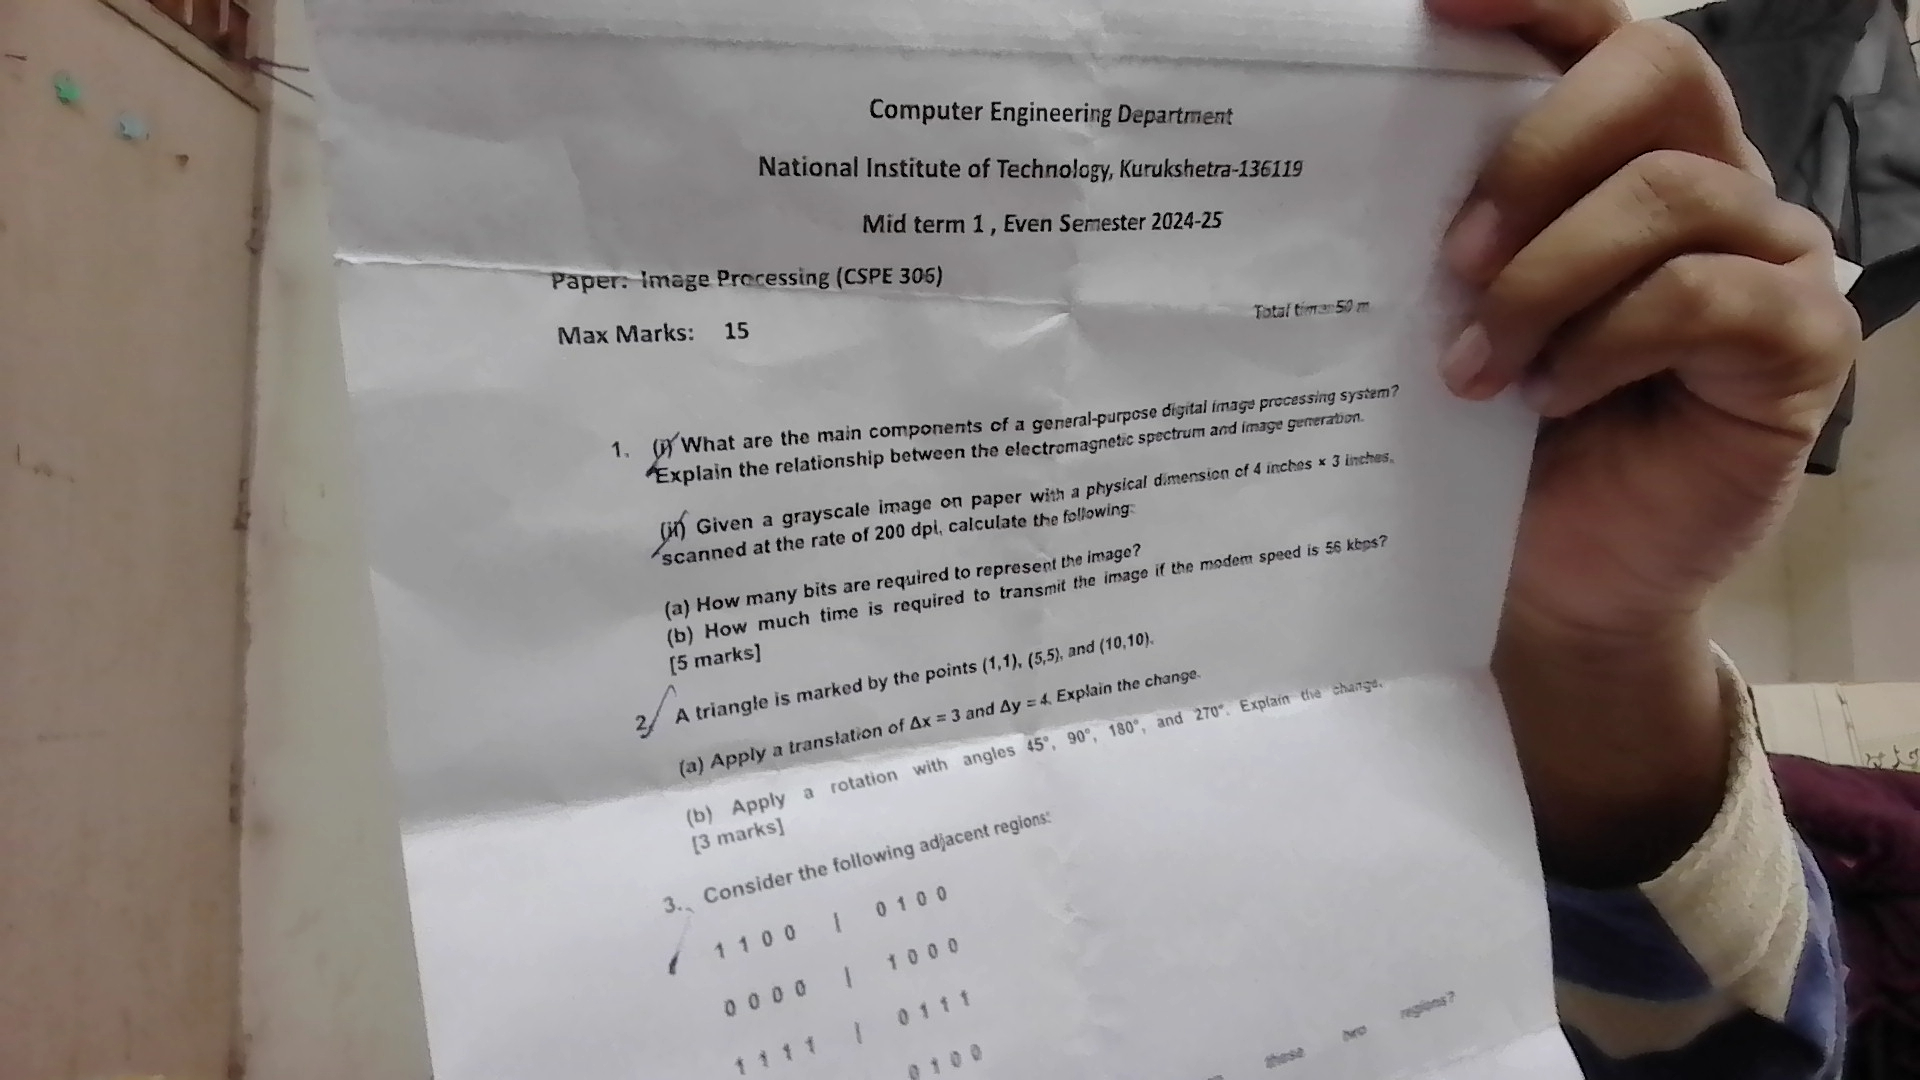 Computer Engineering Department
National Institute of Technology, Kurukshetra-136119
Mid term 1 , Even Semester 2024-25
Paper: Image Processing (CSPE 306)
Total time: 50 m
Max Marks: 15
1. (i) What are the main components of a general-purpose digital image processing system?
Explain the relationship between the electromagnetic spectrum and image generation.
(ii) Given a grayscale image on paper with a physical dimension of 4 inches × 3 inches,
scanned at the rate of 200 dpi, calculate the following:
(a) How many bits are required to represent the image?
(b) How much time is required to transmit the image if the modem speed is 56 kbps?
[5 marks]
2. A triangle is marked by the points (1,1), (5,5), and (10,10).
(a) Apply a translation of Δx = 3 and Δy = 4. Explain the change.
(b) Apply a rotation with angles 45°, 90°, 180°, and 270°. Explain the change.
[3 marks]
3. Consider the following adjacent regions:
1 1 0 0 | 0 1 0 0
0 0 0 0 | 1 0 0 0
1 1 1 1 | 0 1 1 1
0 1 0 0
these two regions?